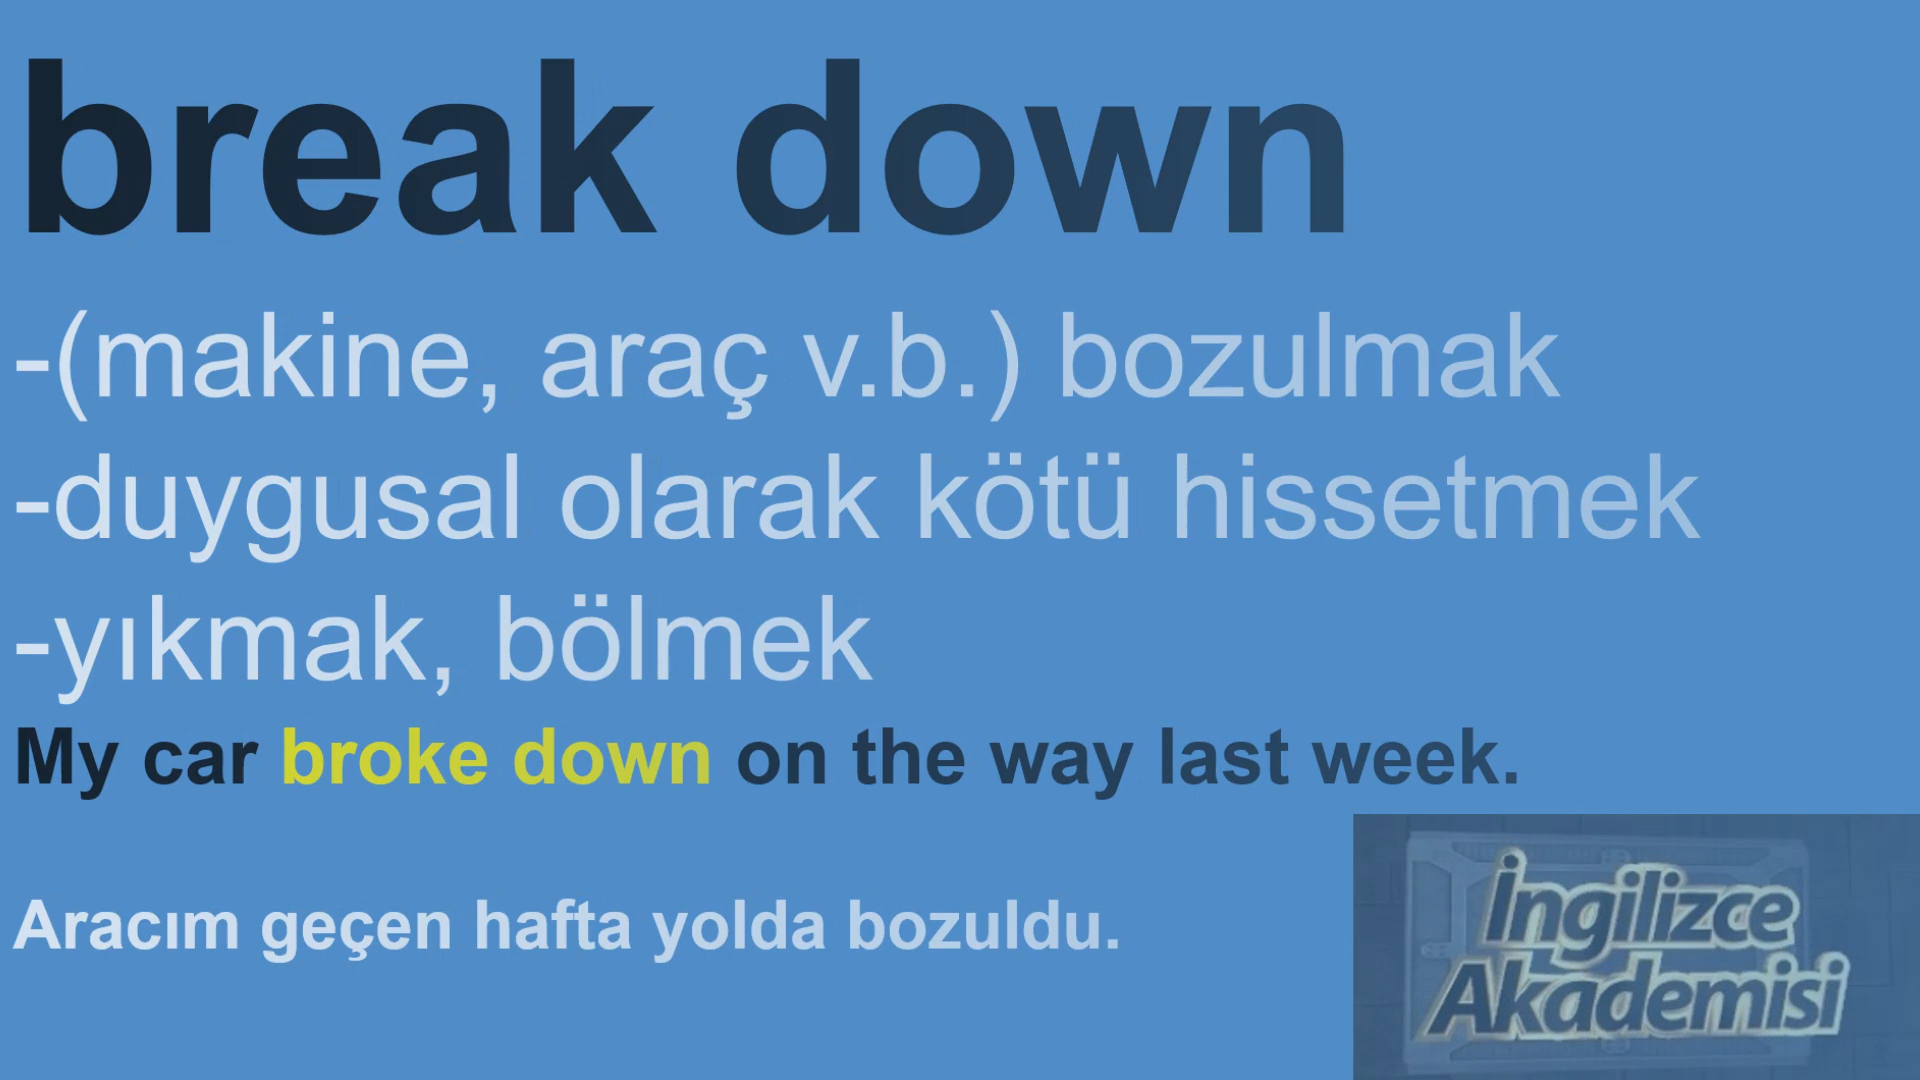 break down
-(makine, araç v.b.) bozulmak
-duygusal olarak kötü hissetmek
-yıkmak, bölmek
My car broke down on the way last week.
Aracım geçen hafta yolda bozuldu.
İngilizce
Akademisi